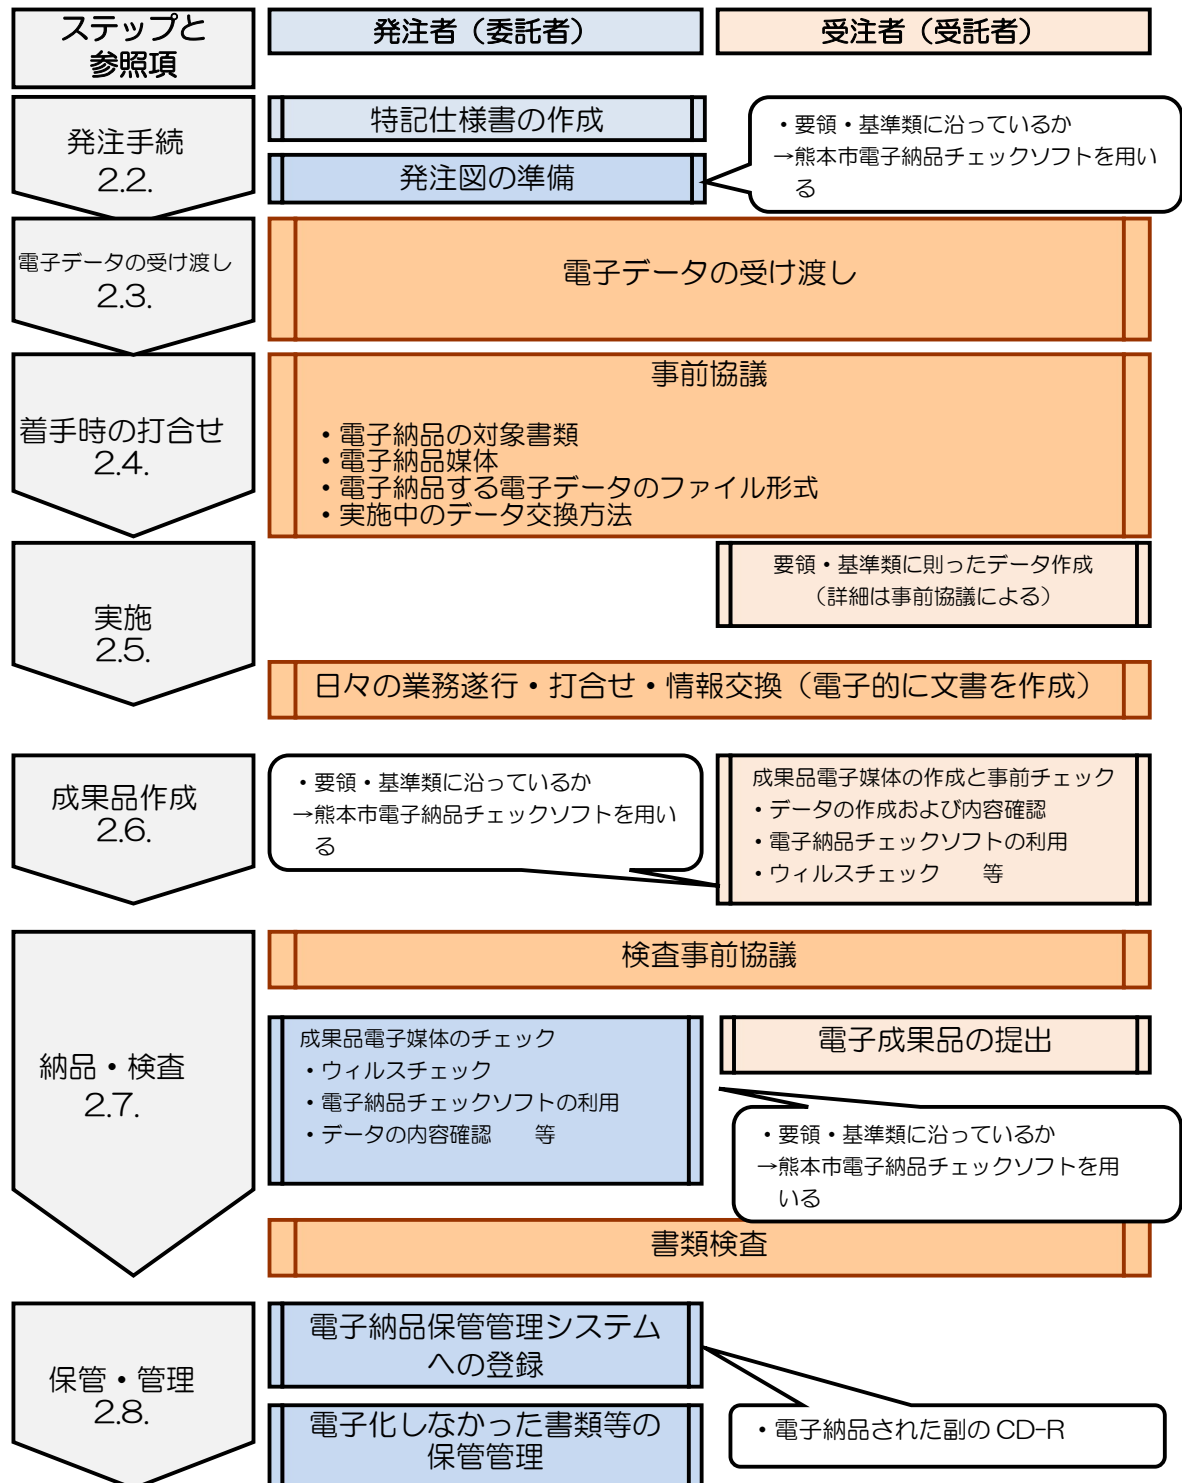 ステップと
参照項
発注者（委託者）
受注者（受託者）
発注手続
2.2.
特記仕様書の作成
発注図の準備
・要領・基準類に沿っているか
→熊本市電子納品チェックソフトを用い
る
電子データの受け渡し
2.3.
電子データの受け渡し
着手時の打合せ
2.4.
事前協議
・電子納品の対象書類
・電子納品媒体
・電子納品する電子データのファイル形式
・実施中のデータ交換方法
実施
2.5.
要領・基準類に則ったデータ作成
（詳細は事前協議による）
日々の業務遂行・打合せ・情報交換（電子的に文書を作成）
成果品作成
2.6.
・要領・基準類に沿っているか
→熊本市電子納品チェックソフトを用い
る
成果品電子媒体の作成と事前チェック
・データの作成および内容確認
・電子納品チェックソフトの利用
・ウィルスチェック　　等
納品・検査
2.7.
検査事前協議
成果品電子媒体のチェック
・ウィルスチェック
・電子納品チェックソフトの利用
・データの内容確認　　等
電子成果品の提出
・要領・基準類に沿っているか
→熊本市電子納品チェックソフトを用
いる
書類検査
保管・管理
2.8.
電子納品保管管理システム
への登録
電子化しなかった書類等の
保管管理
・電子納品された副の CD-R